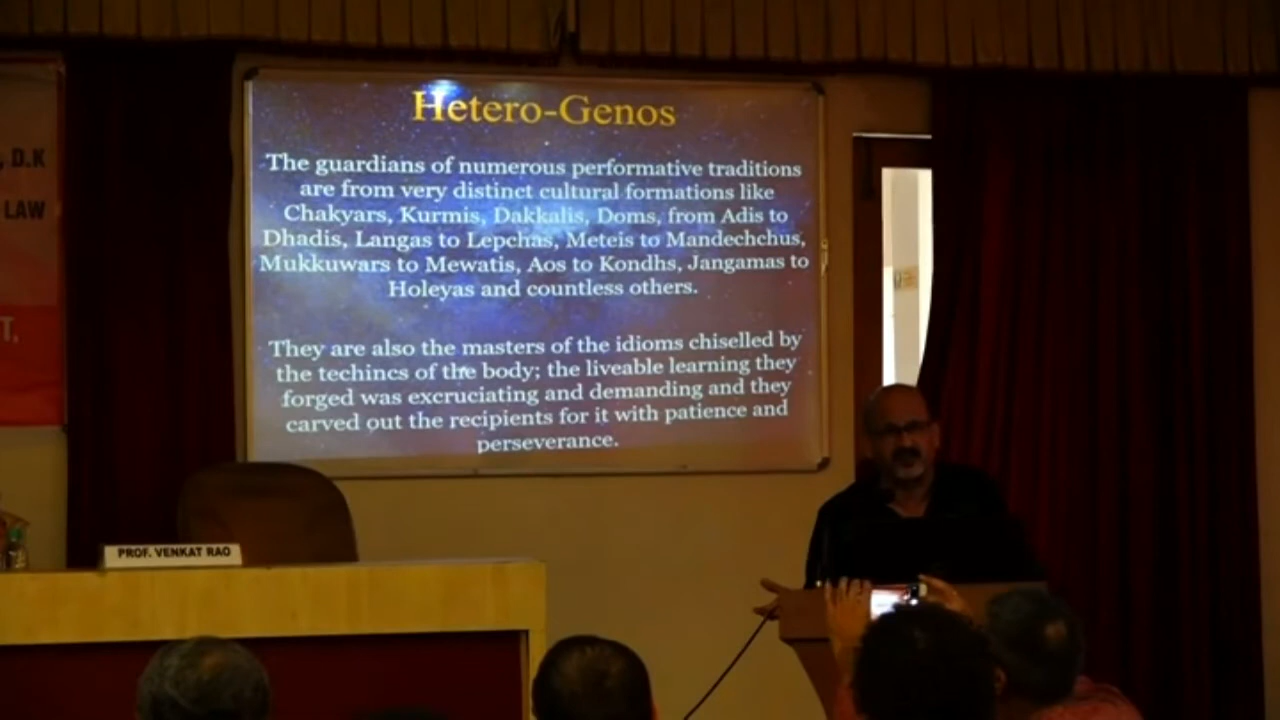 , D.K
LAW
T,
Hetero-Genos
The guardians of numerous performative traditions
are from very distinct cultural formations like
Chakyars, Kurmis, Dakkalis, Doms, from Adis to
Dhadis, Langas to Lepchas, Meteis to Mandechchus,
Mukkuwars to Mewatis, Aos to Kondhs, Jangamas to
Holeyas and countless others.
They are also the masters of the idioms chiselled by
the techincs of the body; the liveable learning they
forged was excruciating and demanding and they
carved out the recipients for it with patience and
perseverance.
PROF. VENKAT RAO